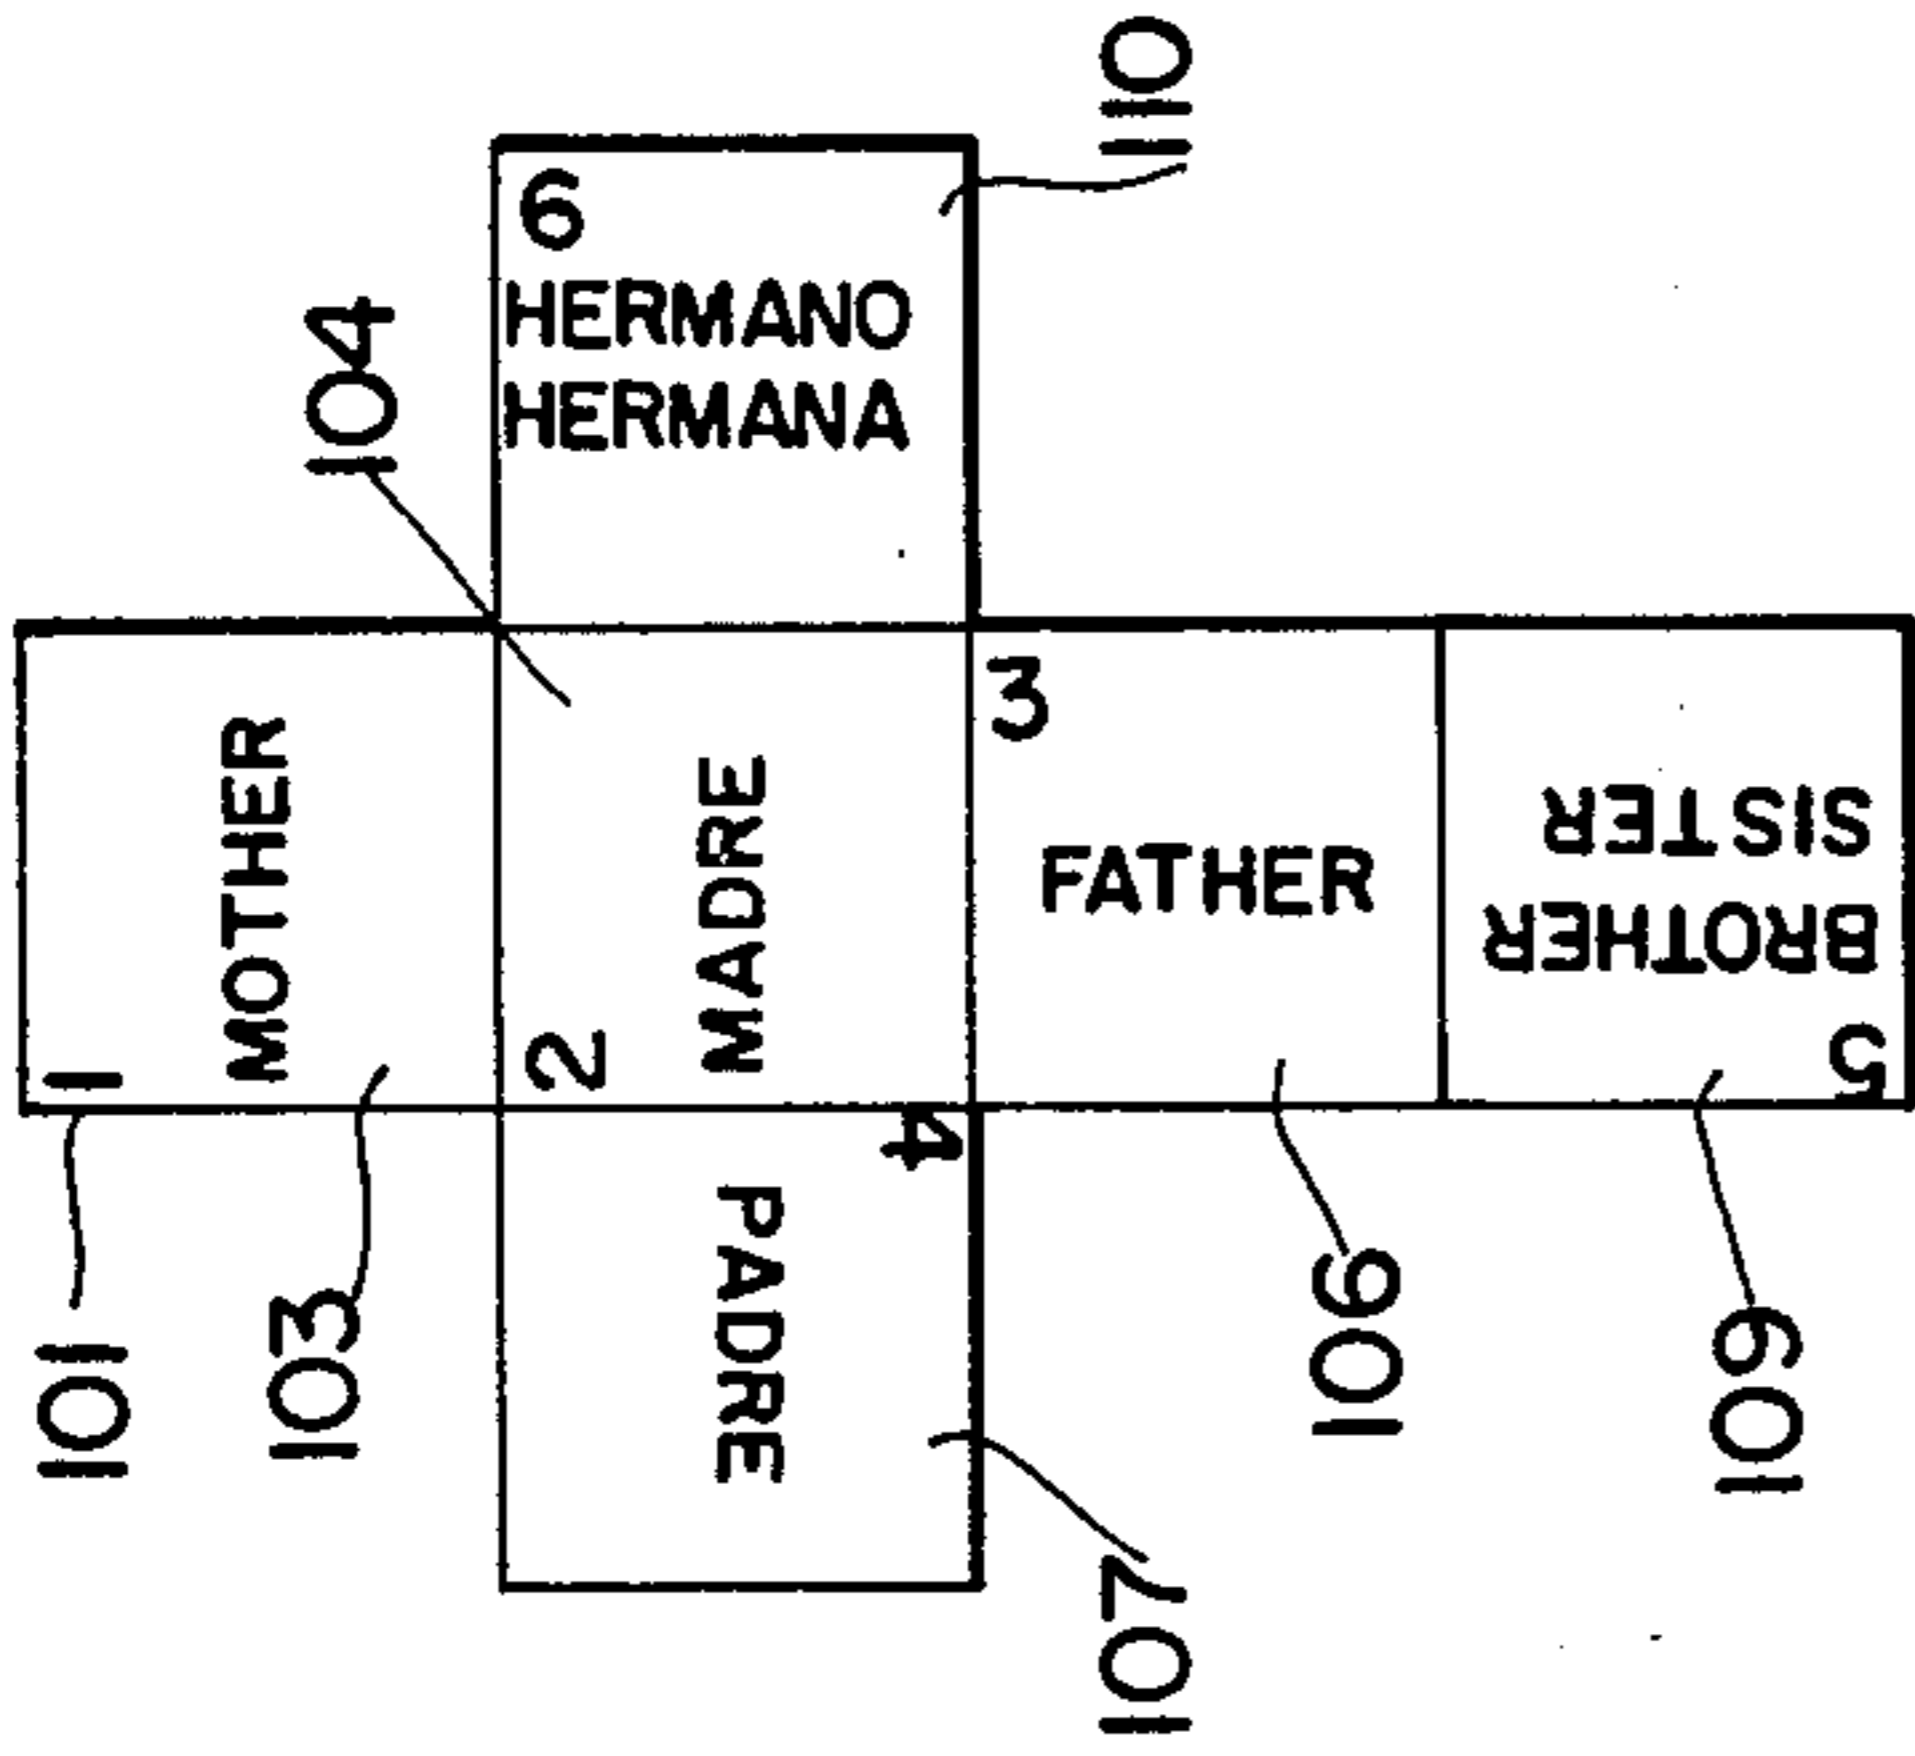 110
6
HERMANO
HERMANA
104
1
MOTHER
2
MADRE
3
FATHER
5
BROTHER
SISTER
4
PADRE
101
103
106
109
107